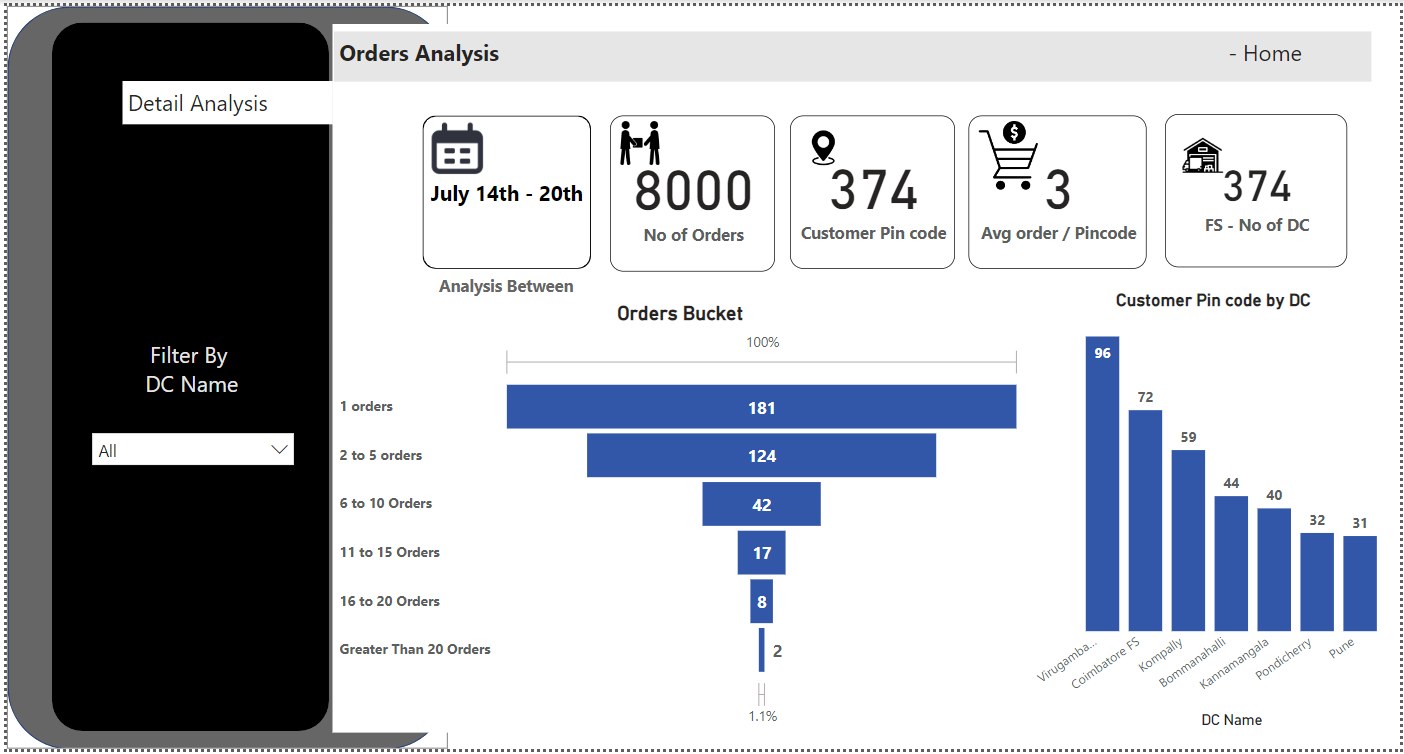 Orders Analysis
- Home
Detail Analysis
July 14th - 20th
Analysis Between
8000
No of Orders
374
Customer Pin code
$
3
Avg order / Pincode
374
FS - No of DC
Filter By
DC Name
All
Orders Bucket
100%
1 orders
181
2 to 5 orders
124
6 to 10 Orders
42
11 to 15 Orders
17
16 to 20 Orders
8
Greater Than 20 Orders
2
1.1%
Customer Pin code by DC
96
72
59
44
40
32
31
Virugamba...
Coimbatore FS
Kompally
Bommanahalli
Kannamangala
Pondicherry
Pune
DC Name